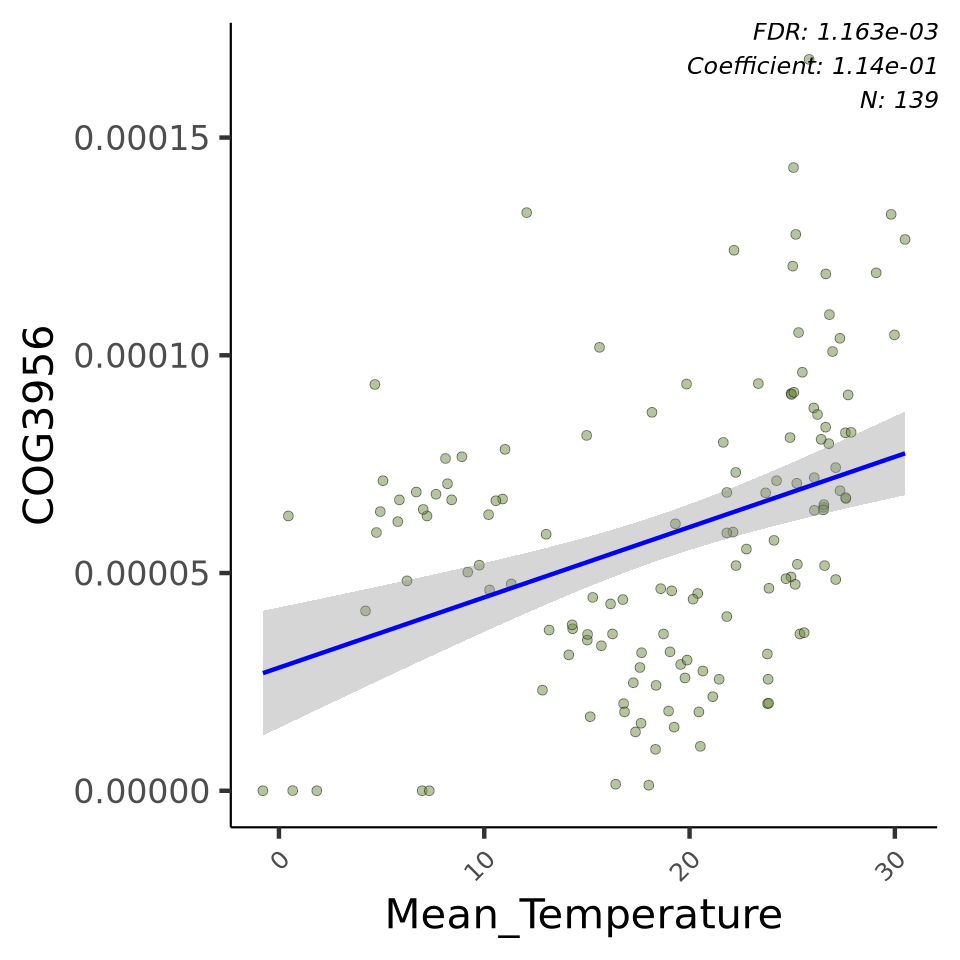 FDR: 1.163e-03
Coefficient: 1.14e-01
N: 139
0.00015
0.00010
0.00005
0.00000
COG3956
0 10 20 30
Mean_Temperature